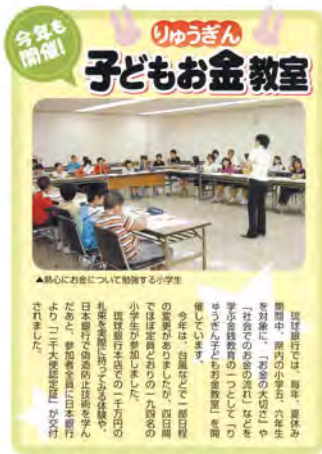 今年も
開催!
りゅうぎん
子どもお金教室
▲熱心にお金について勉強する小学生
琉球銀行では、毎年、夏休み
期間中、県内の小学五、六年生
を対象に、「お金の大切さ」や
「社会でのお金の流れ」などを
学ぶ金銭教育の一つとして「り
ゅうぎん子どもお金教室」を開
催しています。
今年は、台風などで一部日程
の変更がありましたが、四日間
でほぼ定員どおりの一九四名の
小学生が参加しました。
琉球銀行本店での一千万円の
札束を実際に持ってみる体験や、
日本銀行で偽造防止技術を学ん
だあと、参加者全員に日本銀行
より「二千円大使認定証」が交付
されました。